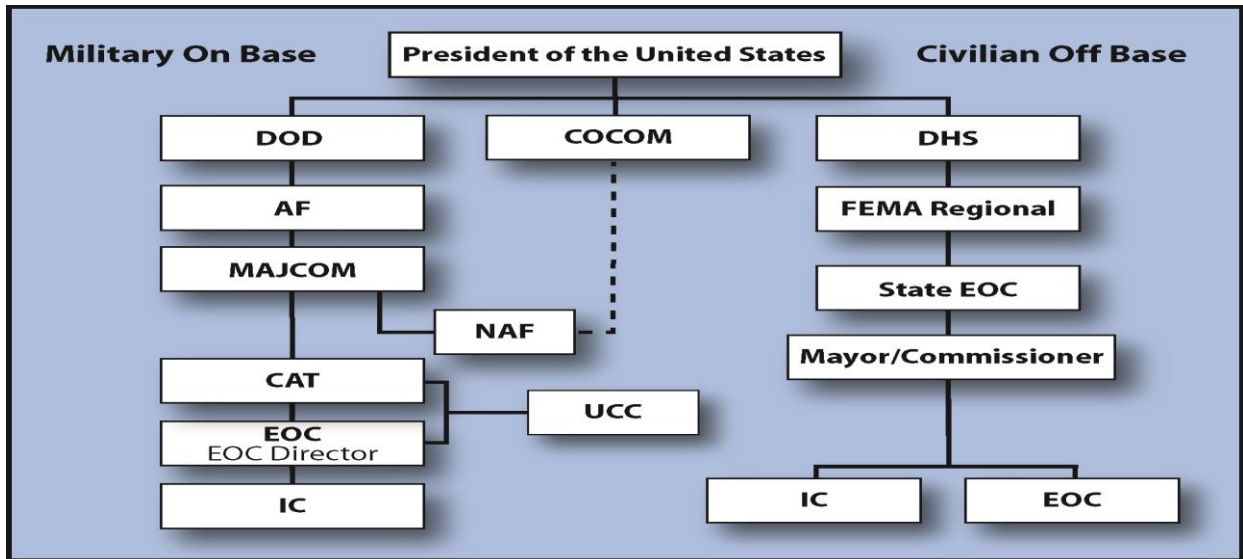 Military On Base
President of the United States
Civilian Off Base
DOD
COCOM
DHS
AF
FEMA Regional
MAJCOM
State EOC
NAF
Mayor/Commissioner
CAT
UCC
EOC
EOC Director
IC
IC
EOC